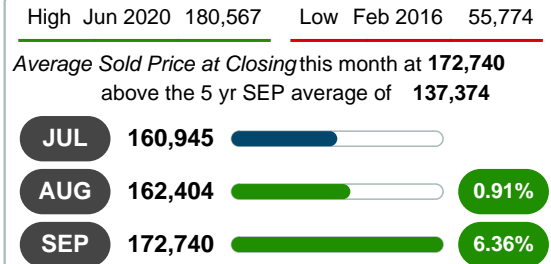 High Jun 2020 180,567 Low Feb 2016 55,774
Average Sold Price at Closing this month at 172,740
above the 5 yr SEP average of 137,374
JUL 160,945
AUG 162,404 0.91%
SEP 172,740 6.36%